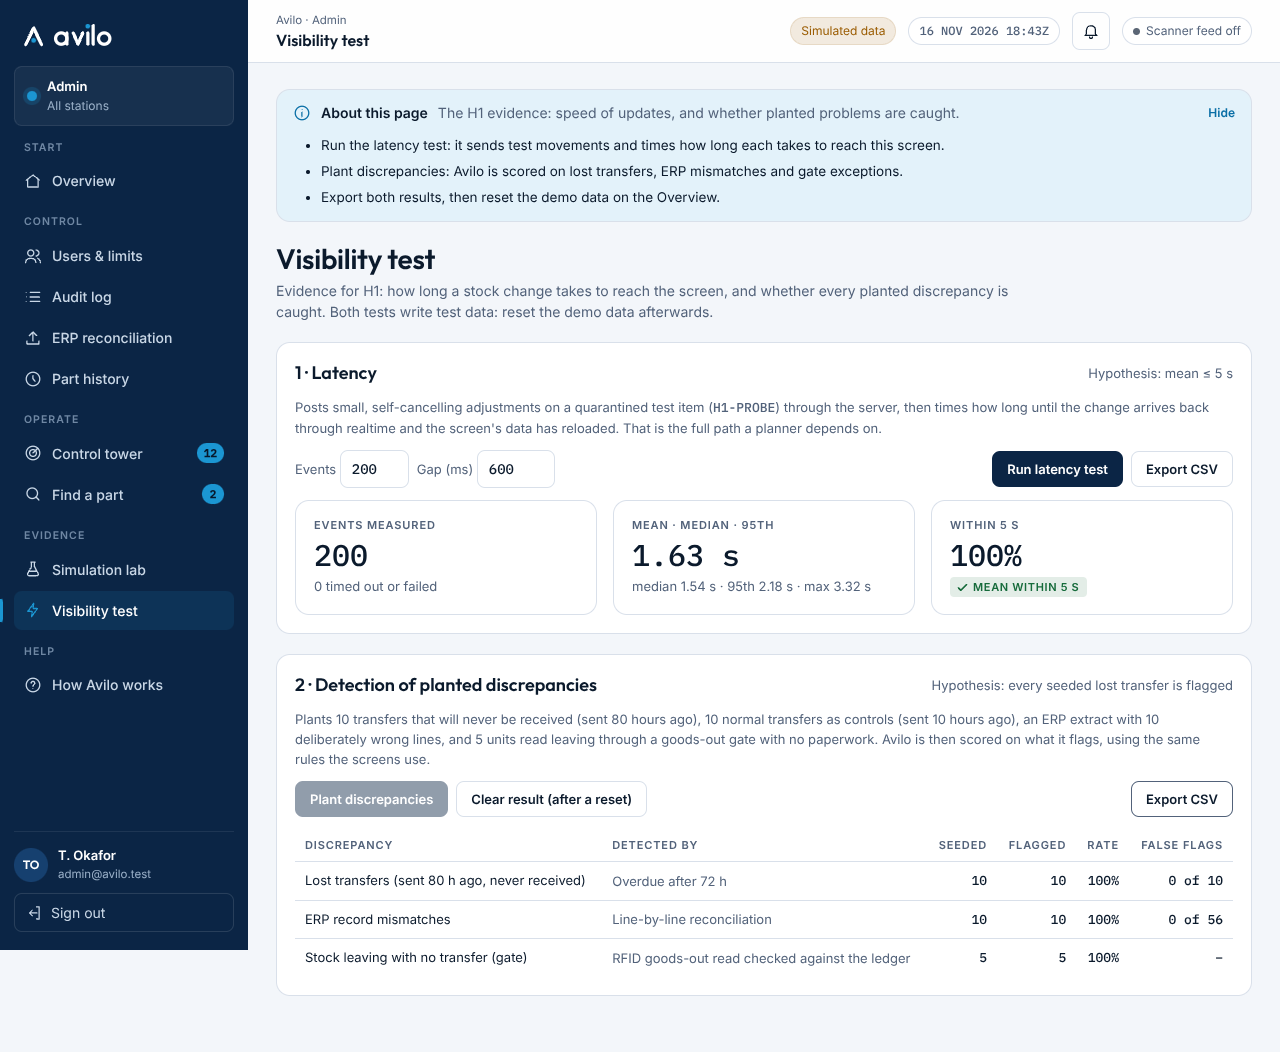 avilo
Admin
All stations
START
Overview
CONTROL
Users & limits
Audit log
ERP reconciliation
Part history
OPERATE
Control tower 12
Find a part 2
EVIDENCE
Simulation lab
Visibility test
HELP
How Avilo works
TO
T. Okafor
admin@avilo.test
Sign out
Avilo · Admin
Visibility test
Simulated data
16 NOV 2026 18:43Z
Scanner feed off
About this page The H1 evidence: speed of updates, and whether planted problems are caught. Hide
• Run the latency test: it sends test movements and times how long each takes to reach this screen.
• Plant discrepancies: Avilo is scored on lost transfers, ERP mismatches and gate exceptions.
• Export both results, then reset the demo data on the Overview.
Visibility test
Evidence for H1: how long a stock change takes to reach the screen, and whether every planted discrepancy is
caught. Both tests write test data: reset the demo data afterwards.
1 · Latency Hypothesis: mean ≤ 5 s
Posts small, self-cancelling adjustments on a quarantined test item (H1-PROBE) through the server, then times how long until the change arrives back
through realtime and the screen's data has reloaded. That is the full path a planner depends on.
Events 200 Gap (ms) 600 Run latency test Export CSV
EVENTS MEASURED
200
0 timed out or failed
MEAN · MEDIAN · 95TH
1.63 s
median 1.54 s · 95th 2.18 s · max 3.32 s
WITHIN 5 S
100%
MEAN WITHIN 5 S
2 · Detection of planted discrepancies Hypothesis: every seeded lost transfer is flagged
Plants 10 transfers that will never be received (sent 80 hours ago), 10 normal transfers as controls (sent 10 hours ago), an ERP extract with 10
deliberately wrong lines, and 5 units read leaving through a goods-out gate with no paperwork. Avilo is then scored on what it flags, using the same
rules the screens use.
Plant discrepancies Clear result (after a reset) Export CSV
DISCREPANCY DETECTED BY SEEDED FLAGGED RATE FALSE FLAGS
Lost transfers (sent 80 h ago, never received) Overdue after 72 h 10 10 100% 0 of 10
ERP record mismatches Line-by-line reconciliation 10 10 100% 0 of 56
Stock leaving with no transfer (gate) RFID goods-out read checked against the ledger 5 5 100% –